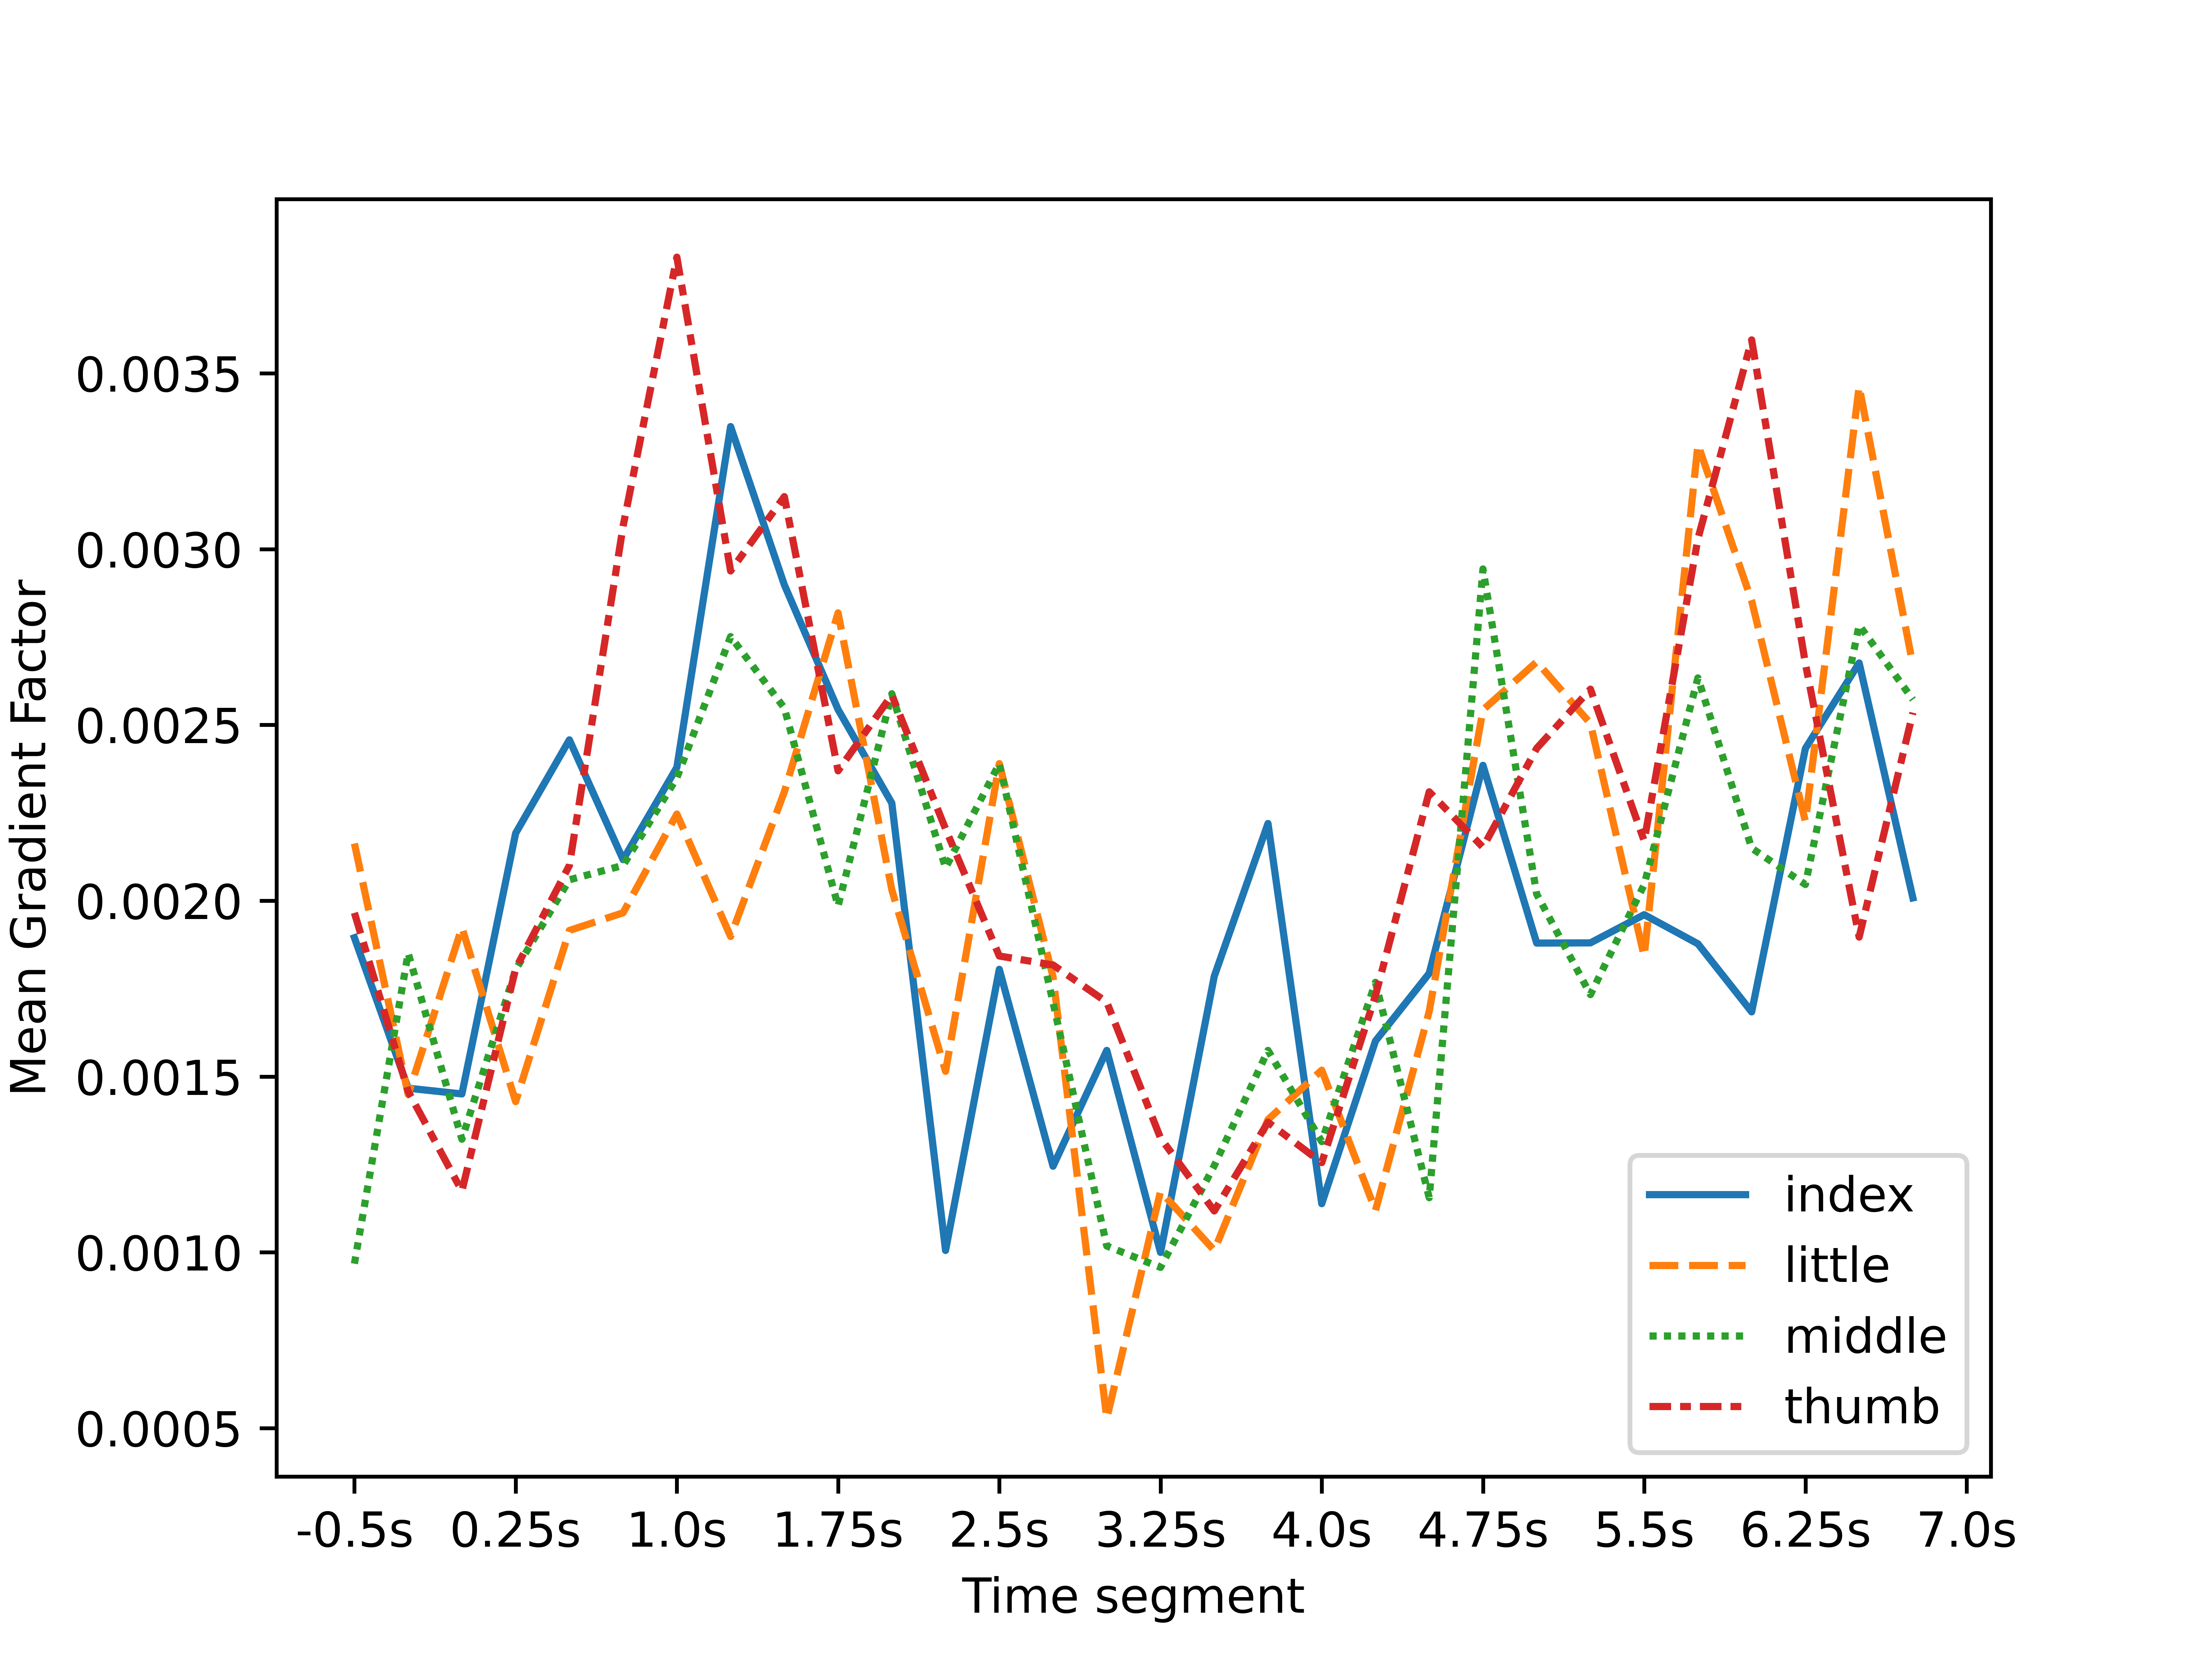 Mean Gradient Factor
0.0035
0.0030
0.0025
0.0020
0.0015
0.0010
0.0005
index
little
middle
thumb
-0.5s 0.25s 1.0s 1.75s 2.5s 3.25s 4.0s 4.75s 5.5s 6.25s 7.0s
Time segment